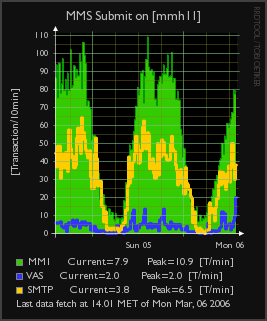 MMS Submit on [mmh11]
RRDTOOL / TOBI OETIKER
[Transaction/10min]
110
100
90
80
70
60
50
40
30
20
10
0
Sun 05
Mon 06
MM1 Current=7.9 Peak=10.9 [T/min]
VAS Current=2.0 Peak=2.0 [T/min]
SMTP Current=3.8 Peak=6.5 [T/min]
Last data fetch at 14.01 MET of Mon Mar, 06 2006